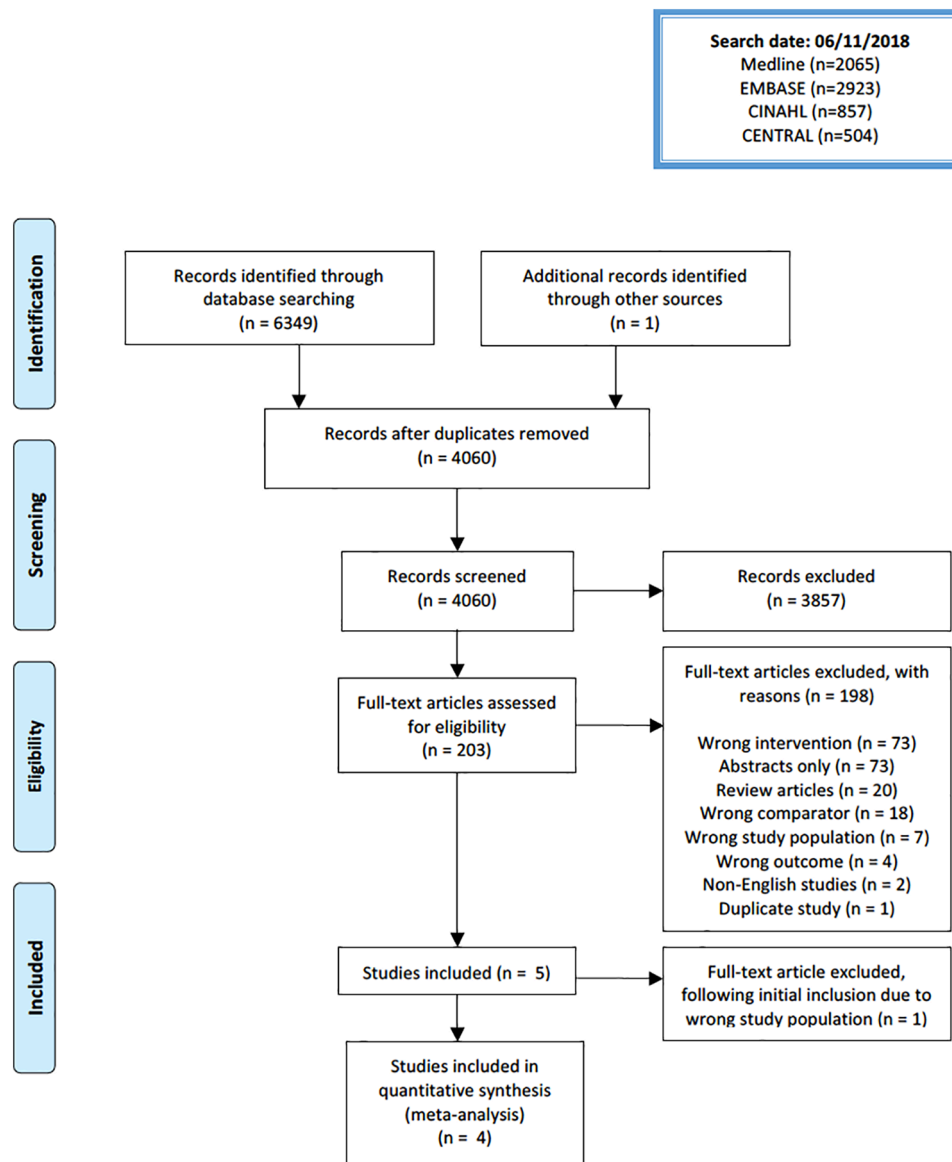 Search date: 06/11/2018
Medline (n=2065)
EMBASE (n=2923)
CINAHL (n=857)
CENTRAL (n=504)
Identification
Records identified through
database searching
(n = 6349)
Additional records identified
through other sources
(n = 1)
Records after duplicates removed
(n = 4060)
Screening
Records screened
(n = 4060)
Records excluded
(n = 3857)
Eligibility
Full-text articles assessed
for eligibility
(n = 203)
Full-text articles excluded, with
reasons (n = 198)
Wrong intervention (n = 73)
Abstracts only (n = 73)
Review articles (n = 20)
Wrong comparator (n = 18)
Wrong study population (n = 7)
Wrong outcome (n = 4)
Non-English studies (n = 2)
Duplicate study (n = 1)
Included
Studies included (n = 5)
Full-text article excluded,
following initial inclusion due to
wrong study population (n = 1)
Studies included in
quantitative synthesis
(meta-analysis)
(n = 4)